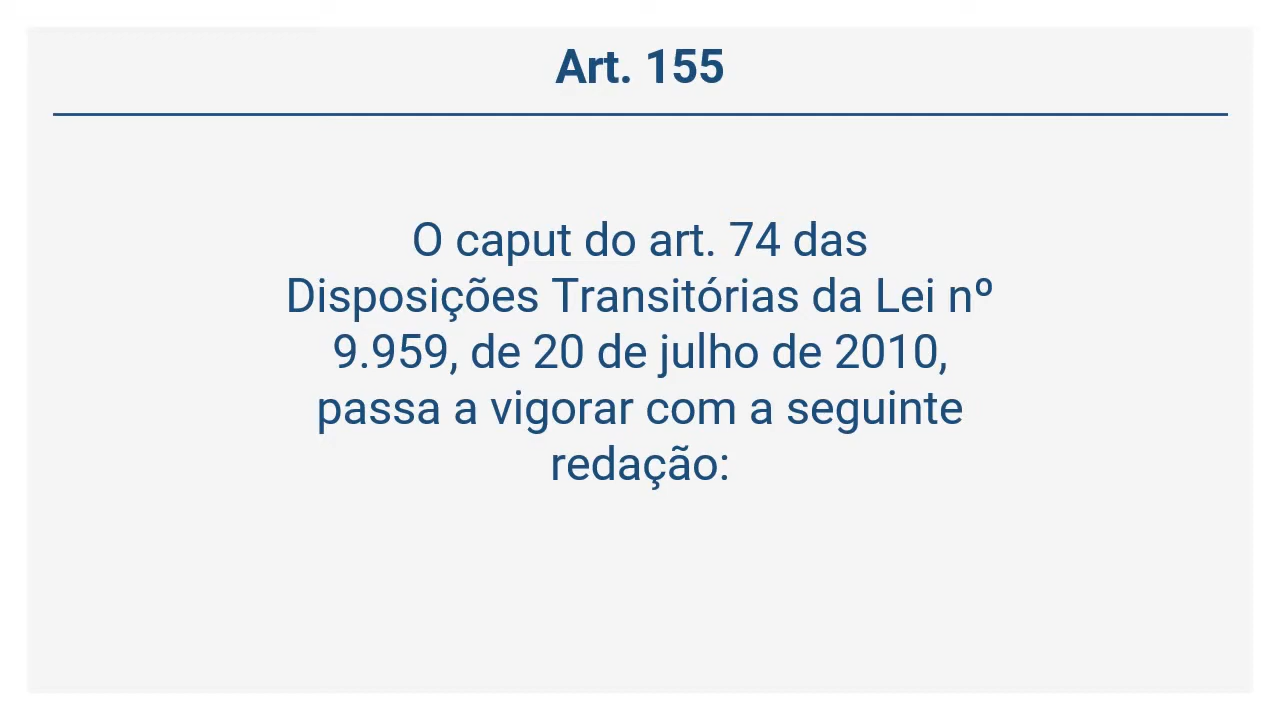 Art. 155
O caput do art. 74 das
Disposições Transitórias da Lei nº
9.959, de 20 de julho de 2010,
passa a vigorar com a seguinte
redação: